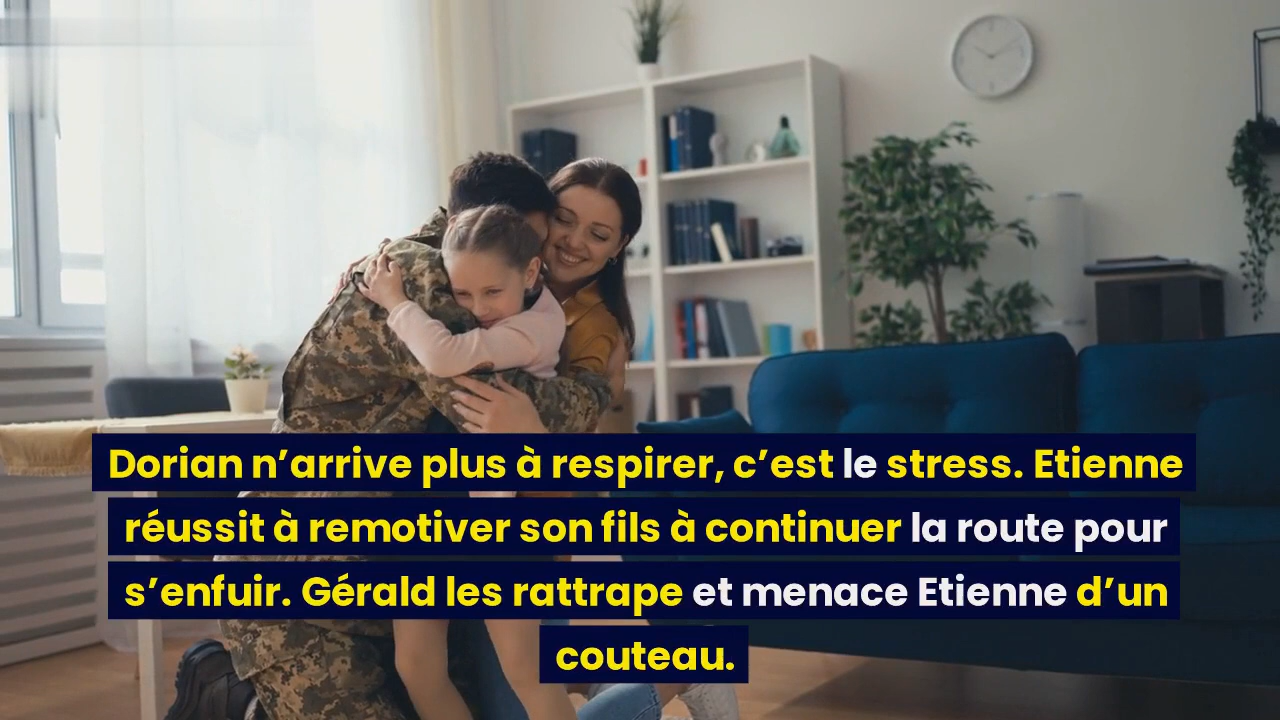 Dorian n’arrive plus à respirer, c’est le stress. Etienne
réussit à remotiver son fils à continuer la route pour
s’enfuir. Gérald les rattrape et menace Etienne d’un
couteau.